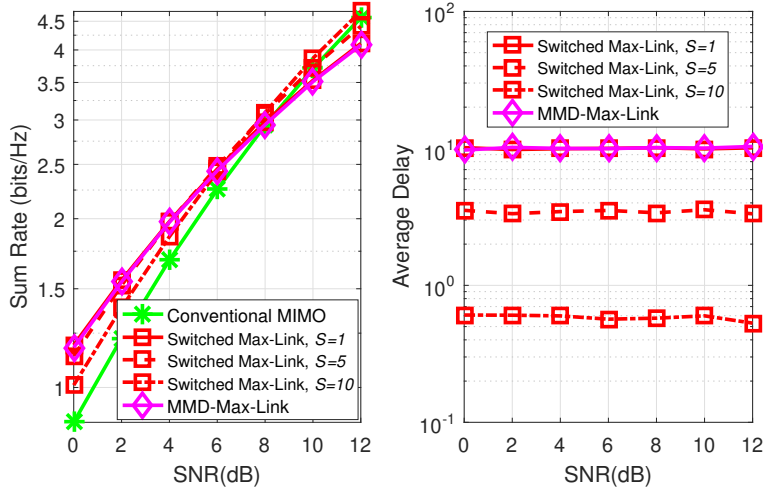 4.5
4
3.5
3
2.5
2
1.5
1
Sum Rate (bits/Hz)
Conventional MIMO
Switched Max-Link, S=1
Switched Max-Link, S=5
Switched Max-Link, S=10
MMD-Max-Link
0 2 4 6 8 10 12
SNR(dB)
10^2
10^1
10^0
10^-1
Average Delay
Switched Max-Link, S=1
Switched Max-Link, S=5
Switched Max-Link, S=10
MMD-Max-Link
0 2 4 6 8 10 12
SNR(dB)